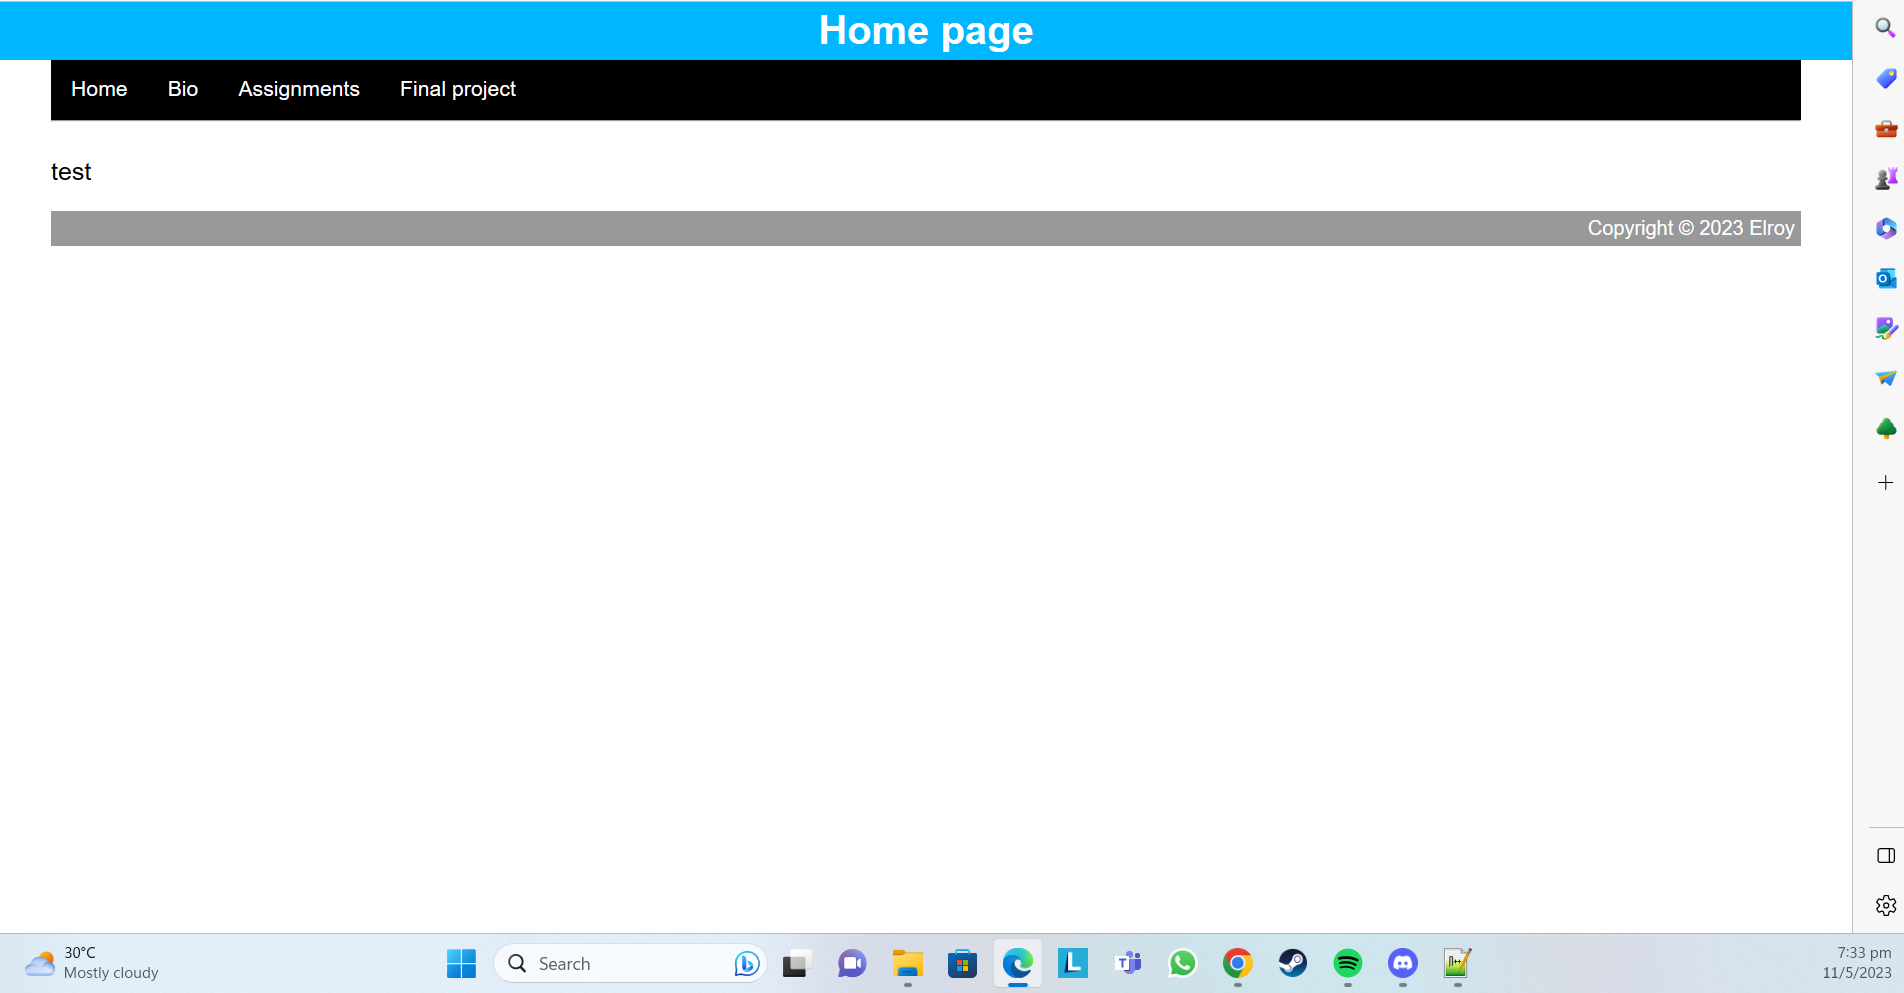 Home page
Home Bio Assignments Final project
test
Copyright © 2023 Elroy
30°C
Mostly cloudy
Search
7:33 pm
11/5/2023